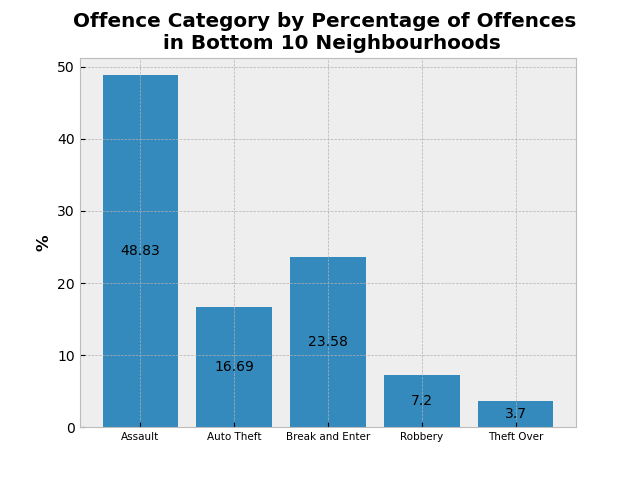 Offence Category by Percentage of Offences
in Bottom 10 Neighbourhoods
%
50
40
30
20
10
0
48.83
16.69
23.58
7.2
3.7
Assault
Auto Theft
Break and Enter
Robbery
Theft Over